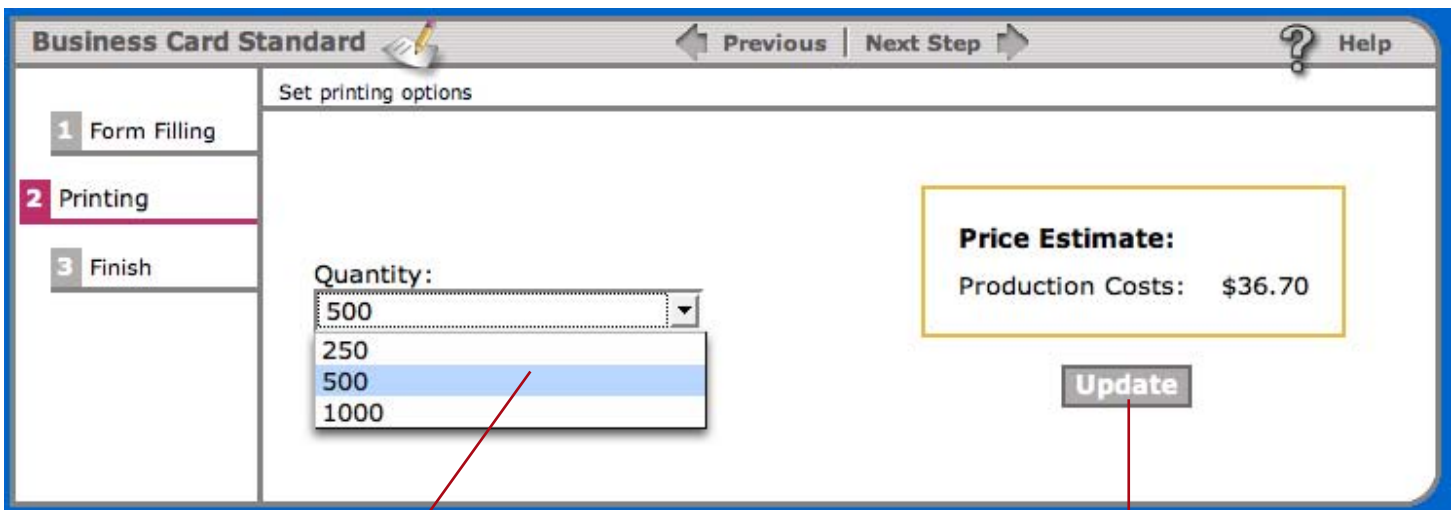 Business Card Standard
Previous | Next Step
Help
Set printing options
1 Form Filling
2 Printing
3 Finish
Quantity:
500
250
500
1000
Price Estimate:
Production Costs: $36.70
Update